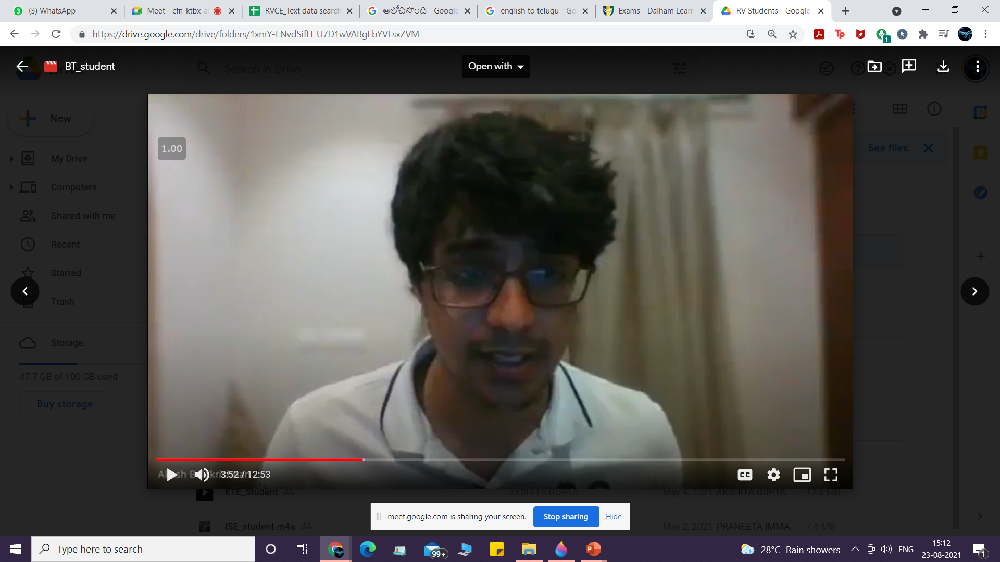 (3) WhatsApp
Meet - cfn-ktbx-a
RVCE_Text data search
ఆలోచిస్తోంది - Google
english to telugu - Go
Exams - Dalham Learn
RV Students - Google
https://drive.google.com/drive/folders/1xmY-FNvdSifH_U7D1wVABgFbYVLsxZVM
1
BT_student
Search in Drive
Open with
New
1.00
31
See files
My Drive
Computers
Shared with me
Recent
Starred
Trash
Storage
47.7 GB of 100 GB used
Buy storage
3:52 / 12:53
CC
ETE_Student AKSHITA GUPTA May 4, 2021 AKSHITA GUPTA 17.5 MB
meet.google.com is sharing your screen. Stop sharing Hide
ISE_student.m4a May 2, 2021 PRANEETA IMMA... 7.6 MB
Type here to search
99+
28°C Rain showers
ENG
15:12
23-08-2021
1